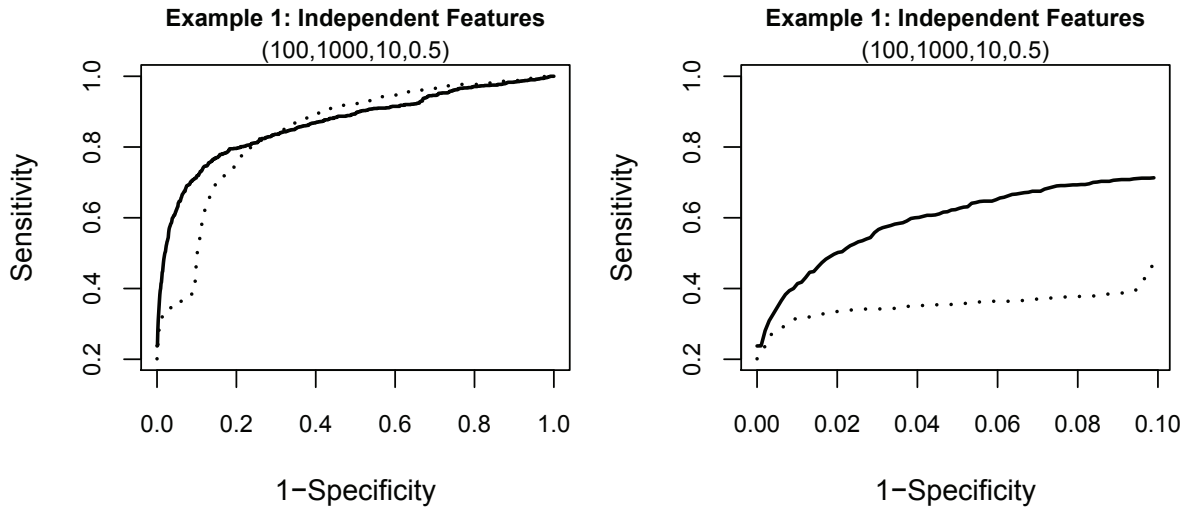 Example 1: Independent Features
(100,1000,10,0.5)
Sensitivity
1.0
0.8
0.6
0.4
0.2
0.0 0.2 0.4 0.6 0.8 1.0
1−Specificity
Example 1: Independent Features
(100,1000,10,0.5)
Sensitivity
1.0
0.8
0.6
0.4
0.2
0.00 0.02 0.04 0.06 0.08 0.10
1−Specificity